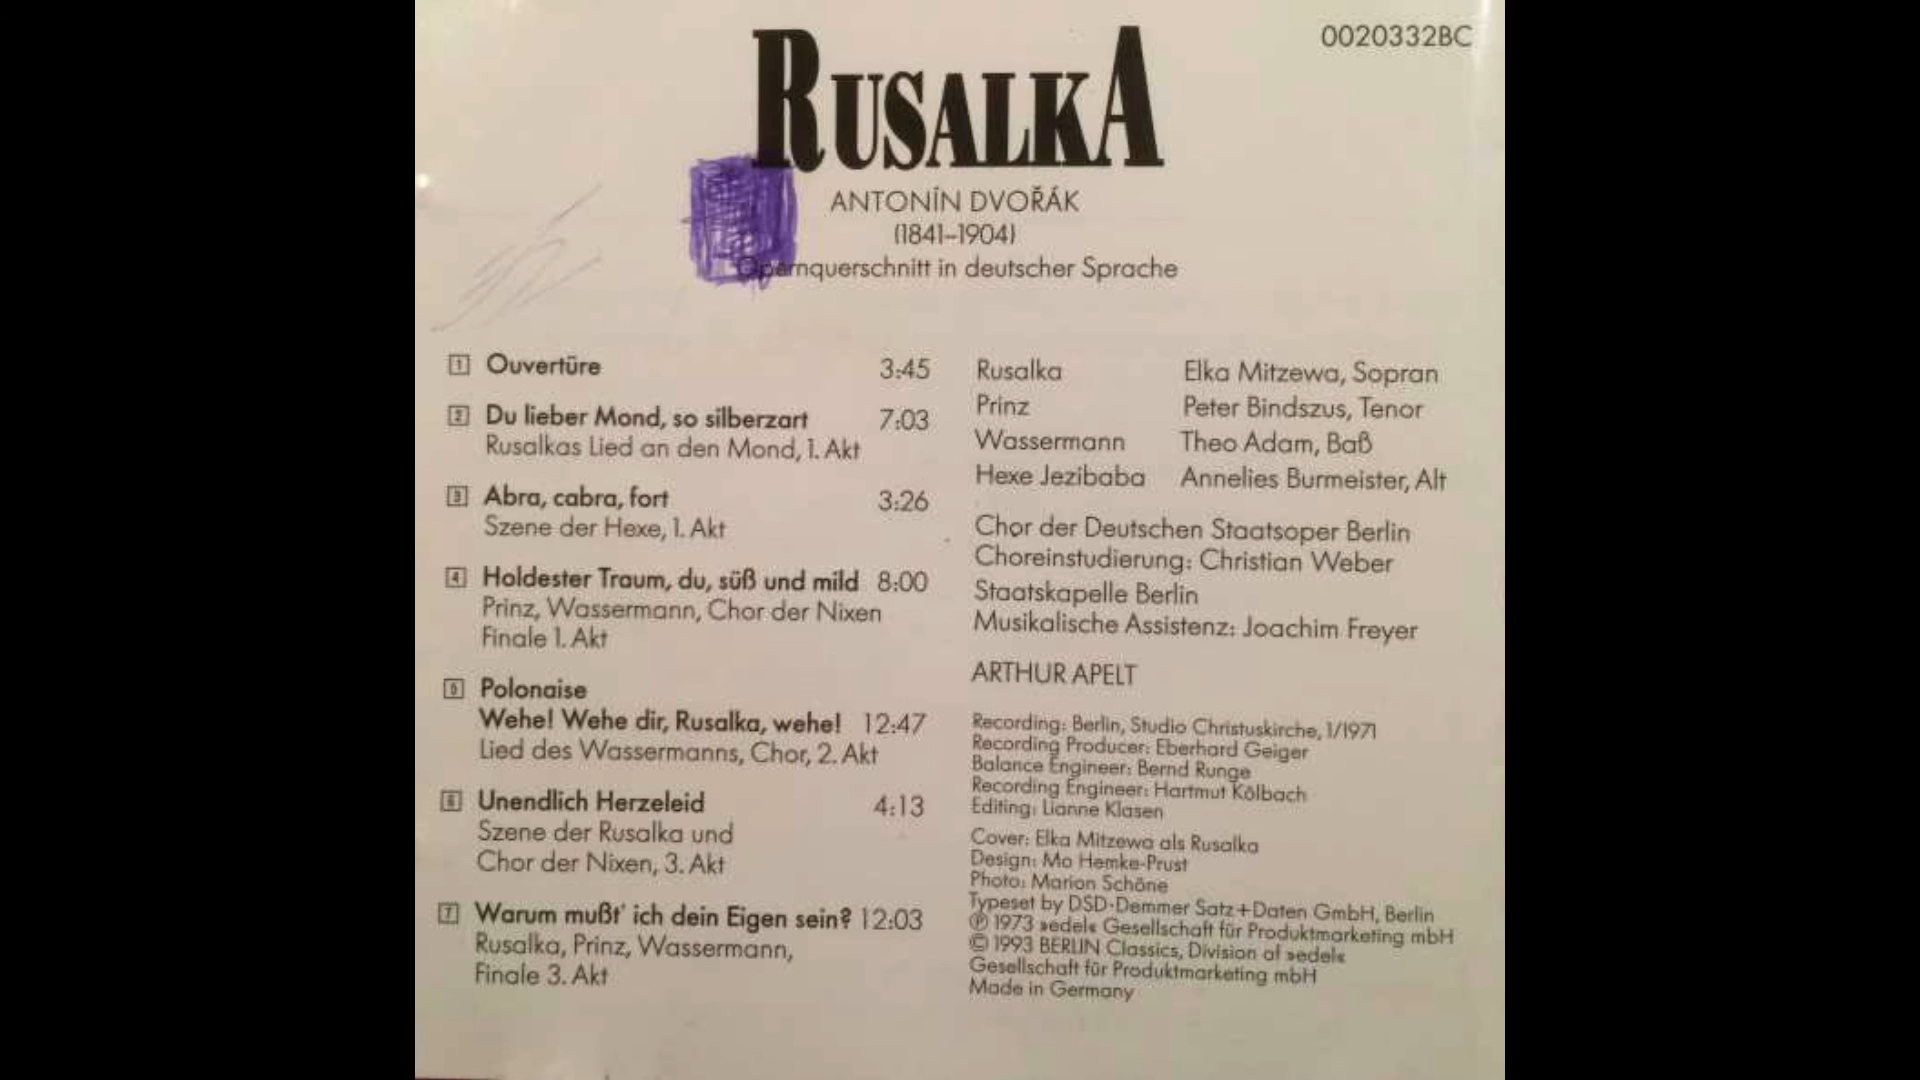 RUSALKA
0020332BC
ANTONÍN DVOŘÁK
(1841–1904)
Opernquerschnitt in deutscher Sprache
1 Ouvertüre 3:45
2 Du lieber Mond, so silberzart 7:03
Rusalkas Lied an den Mond, 1. Akt
3 Abra, cabra, fort 3:26
Szene der Hexe, 1. Akt
4 Holdester Traum, du, süß und mild 8:00
Prinz, Wassermann, Chor der Nixen
Finale 1. Akt
5 Polonaise
Wehe! Wehe dir, Rusalka, wehe! 12:47
Lied des Wassermanns, Chor, 2. Akt
6 Unendlich Herzeleid 4:13
Szene der Rusalka und
Chor der Nixen, 3. Akt
7 Warum mußt' ich dein Eigen sein? 12:03
Rusalka, Prinz, Wassermann,
Finale 3. Akt
Rusalka Elka Mitzewa, Sopran
Prinz Peter Bindszus, Tenor
Wassermann Theo Adam, Baß
Hexe Jezibaba Annelies Burmeister, Alt
Chor der Deutschen Staatsoper Berlin
Choreinstudierung: Christian Weber
Staatskapelle Berlin
Musikalische Assistenz: Joachim Freyer
ARTHUR APELT
Recording: Berlin, Studio Christuskirche, 1/1971
Recording Producer: Eberhard Geiger
Balance Engineer: Bernd Runge
Recording Engineer: Hartmut Kölbach
Editing: Lianne Klasen
Cover: Elka Mitzewa als Rusalka
Design: Mo Hemke-Prust
Photo: Marion Schöne
Typeset by DSD·Demmer Satz+Daten GmbH, Berlin
℗ 1973 »edel« Gesellschaft für Produktmarketing mbH
© 1993 BERLIN Classics, Division of »edel«
Gesellschaft für Produktmarketing mbH
Made in Germany